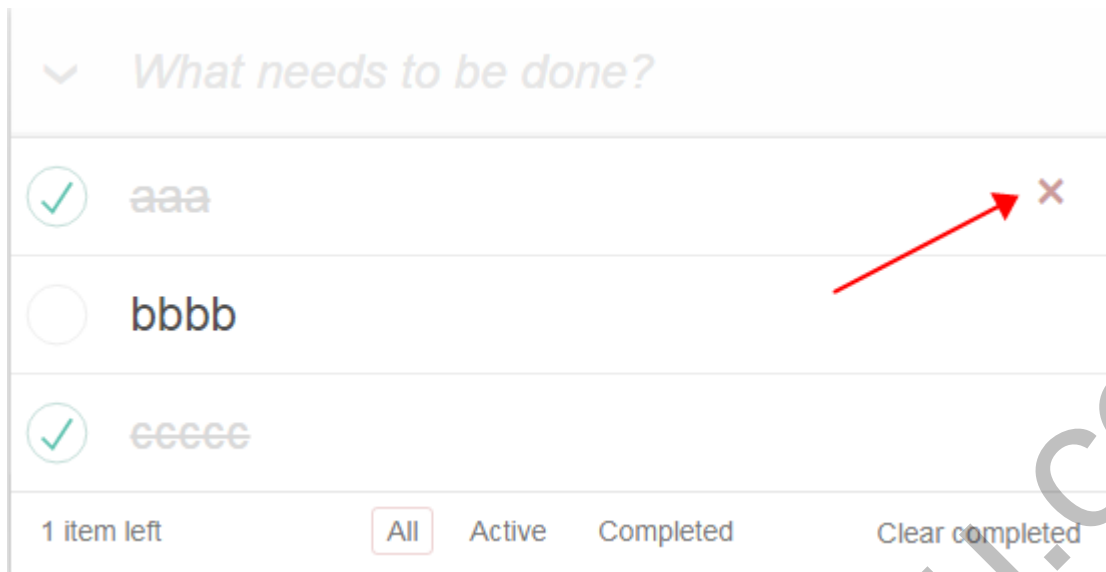 What needs to be done?
aaa
bbbb
ccccc
1 item left All Active Completed Clear completed